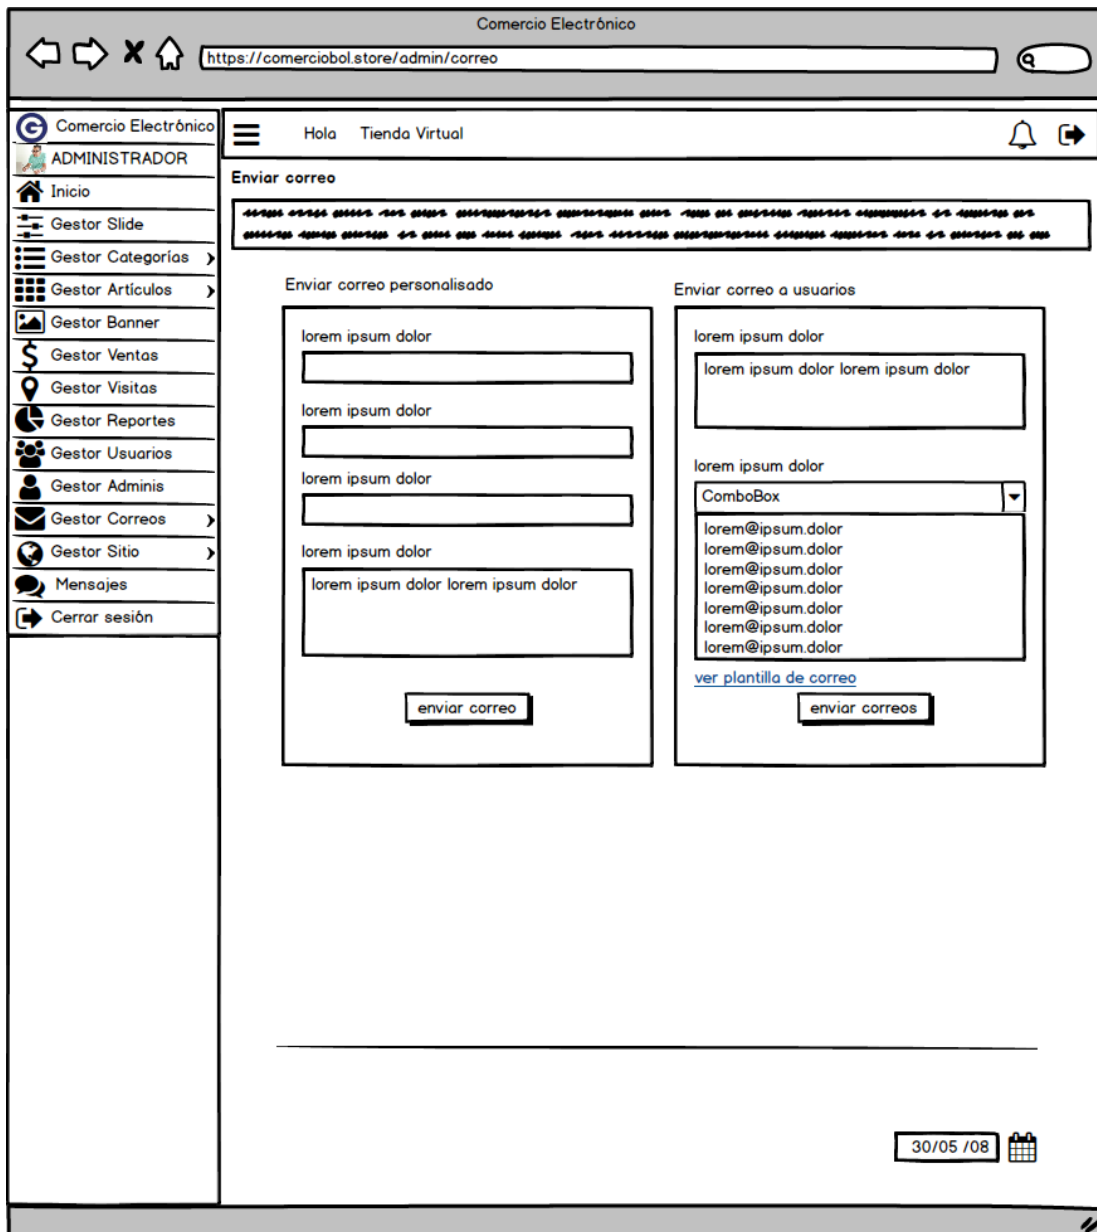 Comercio Electrónico
https://comerciobol.store/admin/correo
Comercio Electrónico
ADMINISTRADOR
Inicio
Gestor Slide
Gestor Categorías
Gestor Artículos
Gestor Banner
Gestor Ventas
Gestor Visitas
Gestor Reportes
Gestor Usuarios
Gestor Adminis
Gestor Correos
Gestor Sitio
Mensajes
Cerrar sesión
Hola Tienda Virtual
Enviar correo
Enviar correo personalisado
lorem ipsum dolor
lorem ipsum dolor
lorem ipsum dolor
lorem ipsum dolor
lorem ipsum dolor lorem ipsum dolor
enviar correo
Enviar correo a usuarios
lorem ipsum dolor
lorem ipsum dolor lorem ipsum dolor
lorem ipsum dolor
ComboBox
lorem@ipsum.dolor
lorem@ipsum.dolor
lorem@ipsum.dolor
lorem@ipsum.dolor
lorem@ipsum.dolor
lorem@ipsum.dolor
lorem@ipsum.dolor
ver plantilla de correo
enviar correos
30/05 /08